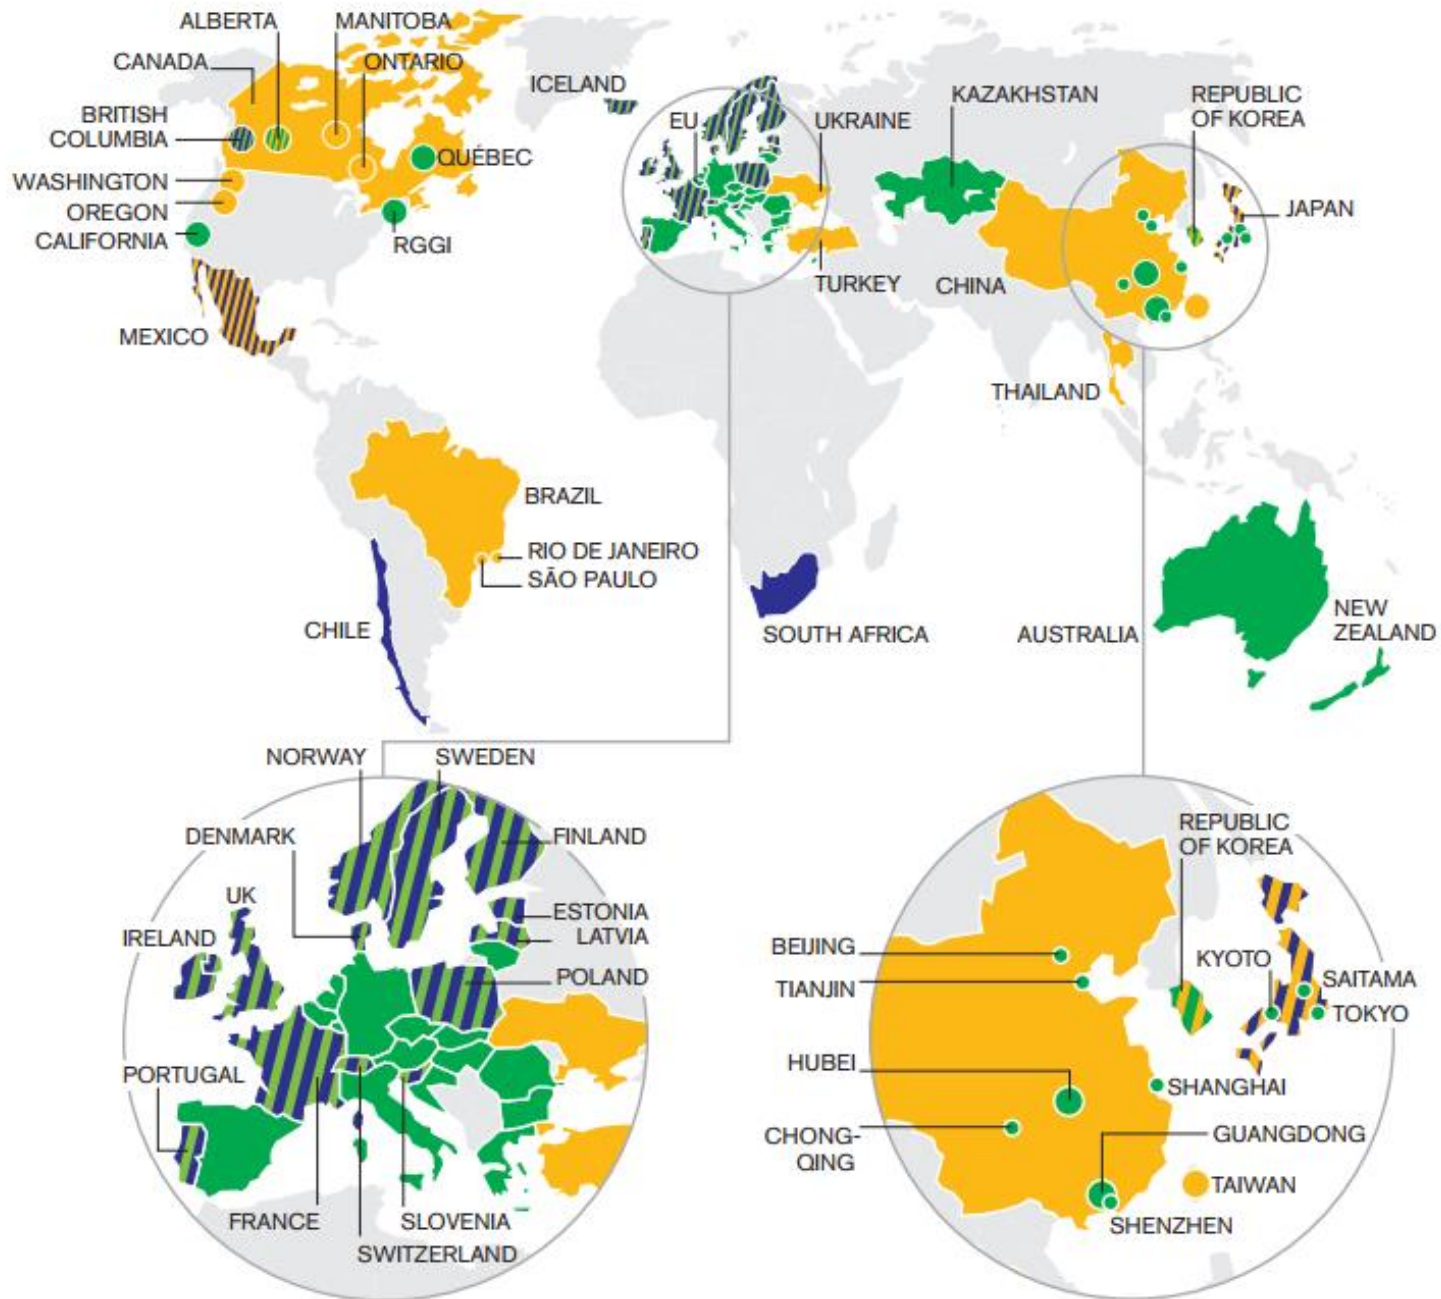 ALBERTA
MANITOBA
CANADA
ONTARIO
ICELAND
KAZAKHSTAN
REPUBLIC
OF KOREA
BRITISH
COLUMBIA
EU
UKRAINE
QUÉBEC
WASHINGTON
OREGON
JAPAN
CALIFORNIA
RGGI
TURKEY
CHINA
MEXICO
THAILAND
BRAZIL
RIO DE JANEIRO
SÃO PAULO
CHILE
SOUTH AFRICA
AUSTRALIA
NEW
ZEALAND
NORWAY
SWEDEN
DENMARK
FINLAND
UK
ESTONIA
IRELAND
LATVIA
POLAND
PORTUGAL
FRANCE
SLOVENIA
SWITZERLAND
REPUBLIC
OF KOREA
BEIJING
KYOTO
SAITAMA
TIANJIN
TOKYO
HUBEI
SHANGHAI
CHONG-
QING
GUANGDONG
TAIWAN
SHENZHEN